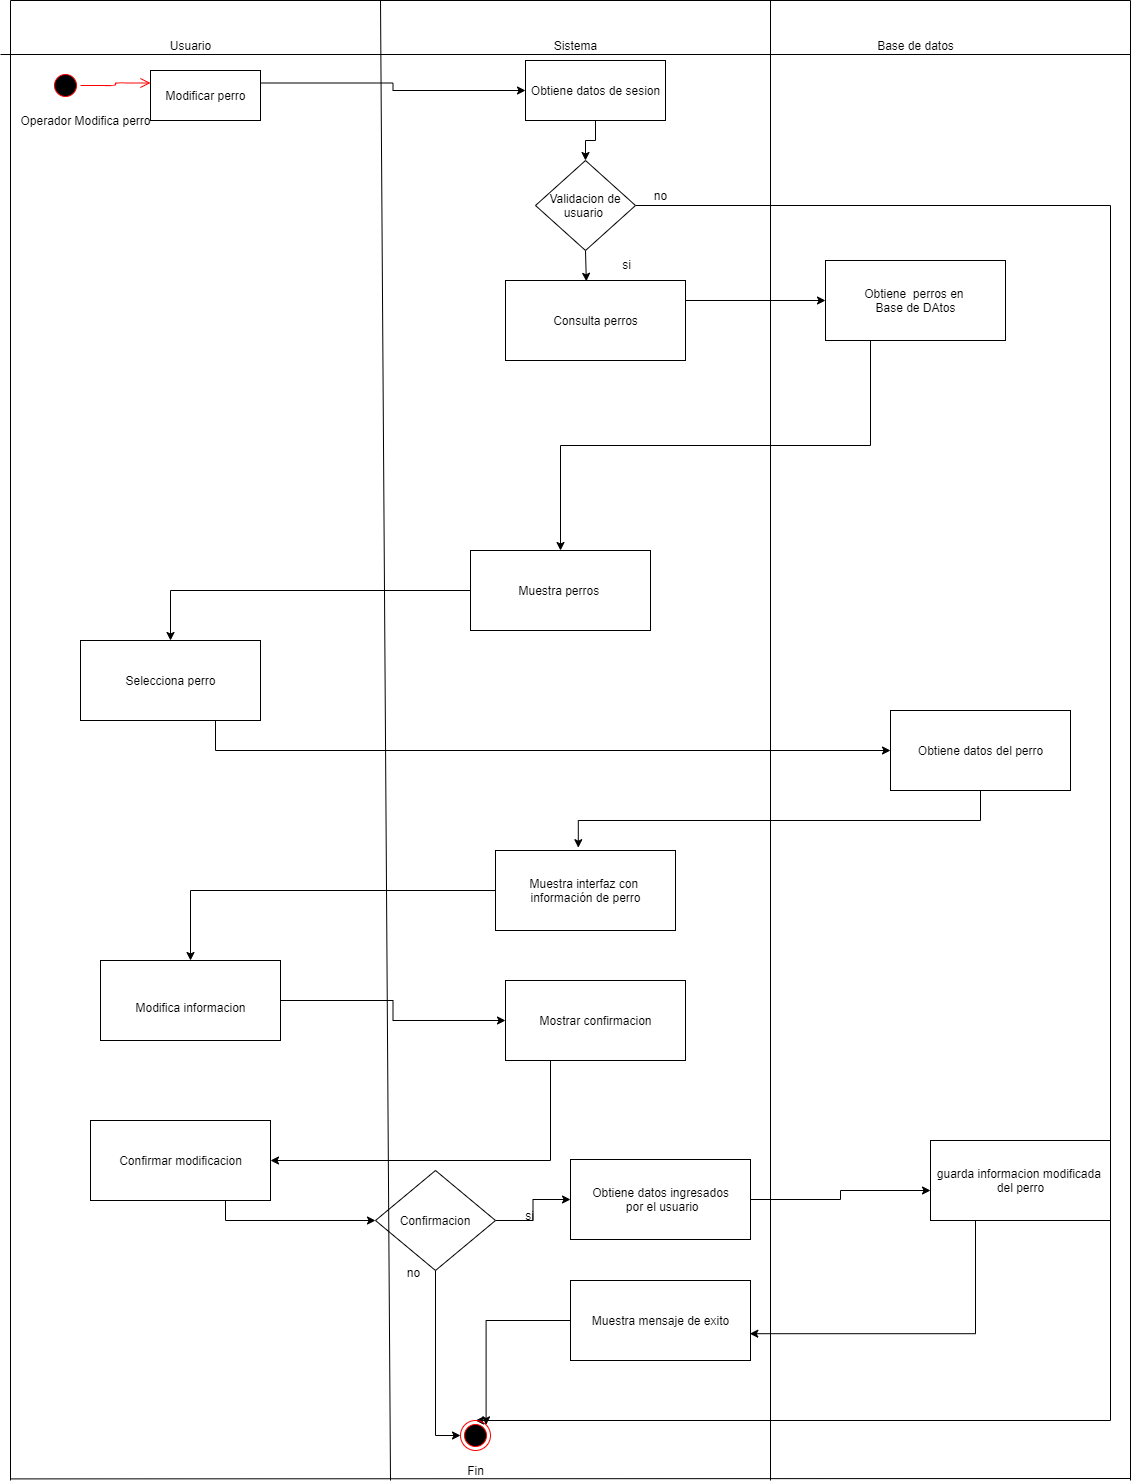 Usuario
Sistema
Base de datos
Operador Modifica perro
Modificar perro
Obtiene datos de sesion
Validacion de
usuario
no
si
Consulta perros
Obtiene  perros en
Base de DAtos
Muestra perros
Selecciona perro
Obtiene datos del perro
Muestra interfaz con
información de perro
Modifica informacion
Mostrar confirmacion
Confirmar modificacion
Confirmacion
si
no
Obtiene datos ingresados
por el usuario
guarda informacion modificada
del perro
Muestra mensaje de exito
Fin